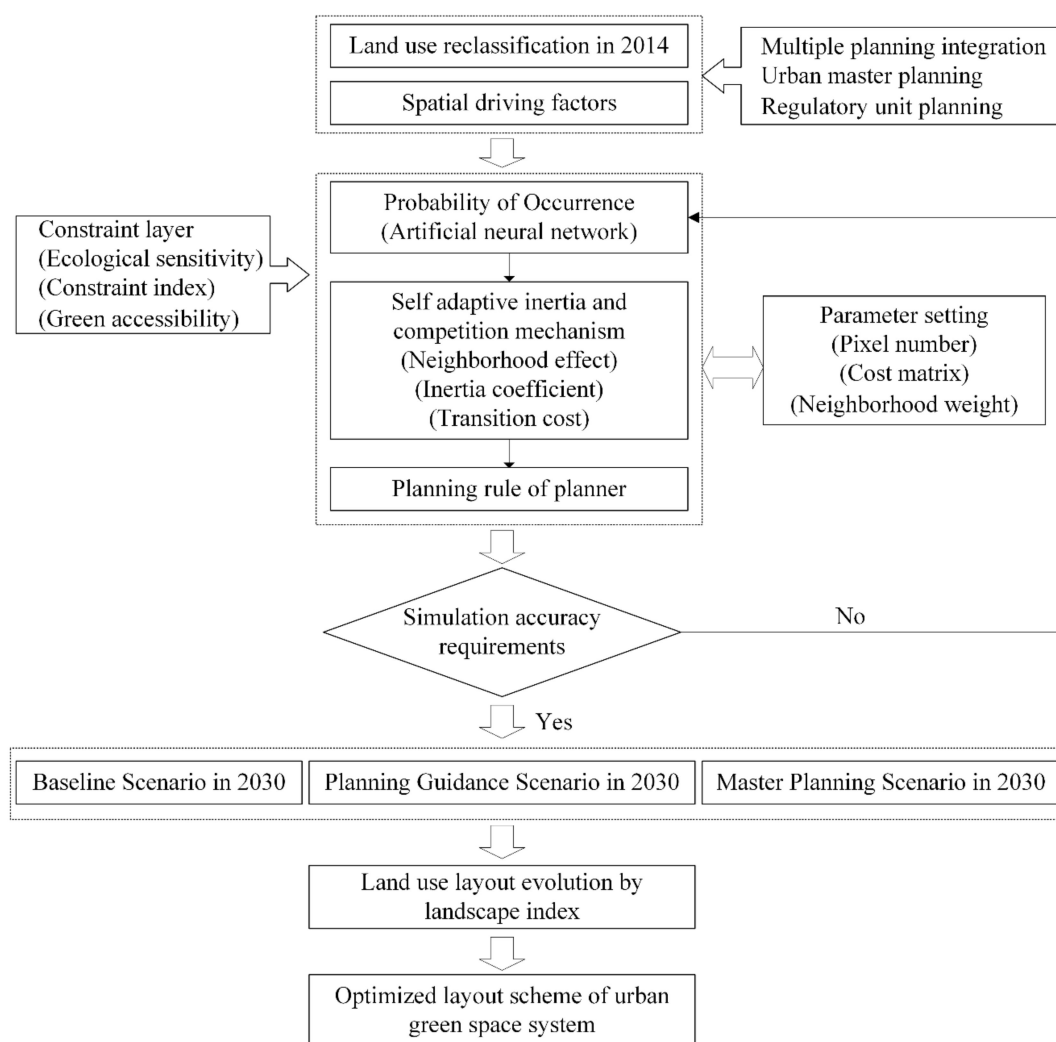 Land use reclassification in 2014
Spatial driving factors
Multiple planning integration
Urban master planning
Regulatory unit planning
Probability of Occurrence
(Artificial neural network)
Constraint layer
(Ecological sensitivity)
(Constraint index)
(Green accessibility)
Self adaptive inertia and
competition mechanism
(Neighborhood effect)
(Inertia coefficient)
(Transition cost)
Parameter setting
(Pixel number)
(Cost matrix)
(Neighborhood weight)
Planning rule of planner
Simulation accuracy
requirements
No
Yes
Baseline Scenario in 2030
Planning Guidance Scenario in 2030
Master Planning Scenario in 2030
Land use layout evolution by
landscape index
Optimized layout scheme of urban
green space system